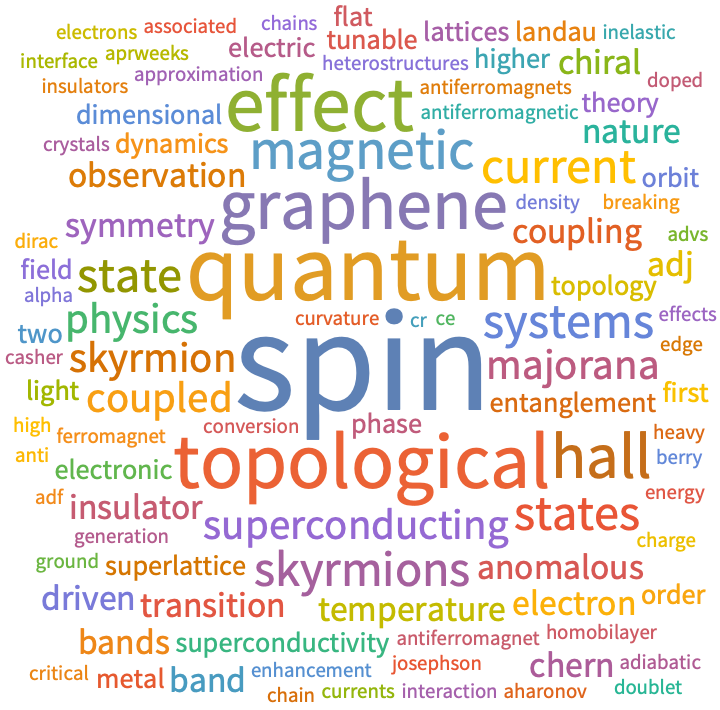 flat
electrons associated chains
electric tunable lattices landau inelastic
interface aprweeks heterostructures higher chiral
insulators approximation effect antiferromagnets doped
dimensional antiferromagnetic theory
crystals dynamics magnetic nature
observation current orbit
graphene density breaking
symmetry coupling advs
dirac
field state quantum adj
alpha topology
two physics curvature cr ce systems effects
casher skyrmion spin majorana edge
light coupled entanglement first
high ferromagnet conversion phase heavy
anti electronic topological hall berry
adf insulator energy
generation superconducting states charge
ground superlattice skyrmions anomalous
driven transition temperature electron order
bands superconductivity antiferromagnet homobilayer
critical metal band enhancement josephson chern adiabatic
chain currents interaction aharonov doublet